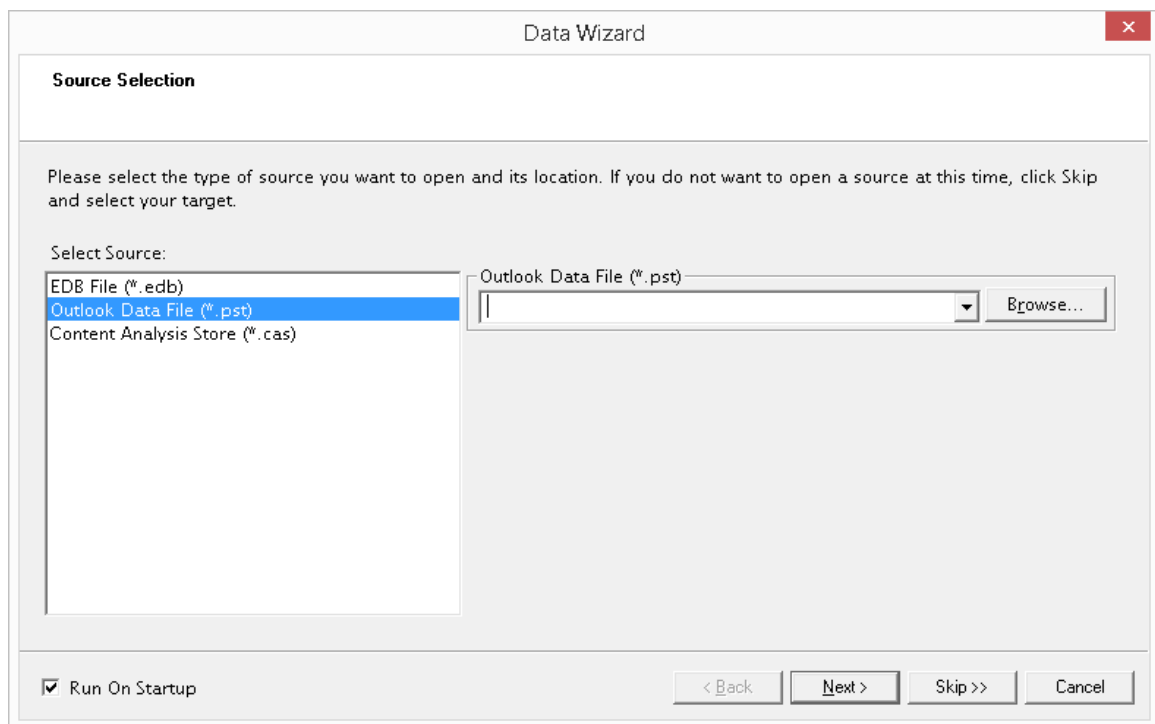 Data Wizard
Source Selection
Please select the type of source you want to open and its location. If you do not want to open a source at this time, click Skip
and select your target.
Select Source:
EDB File (*.edb)
Outlook Data File (*.pst)
Content Analysis Store (*.cas)
Outlook Data File (*.pst)
Browse...
Run On Startup
< Back
Next >
Skip >>
Cancel